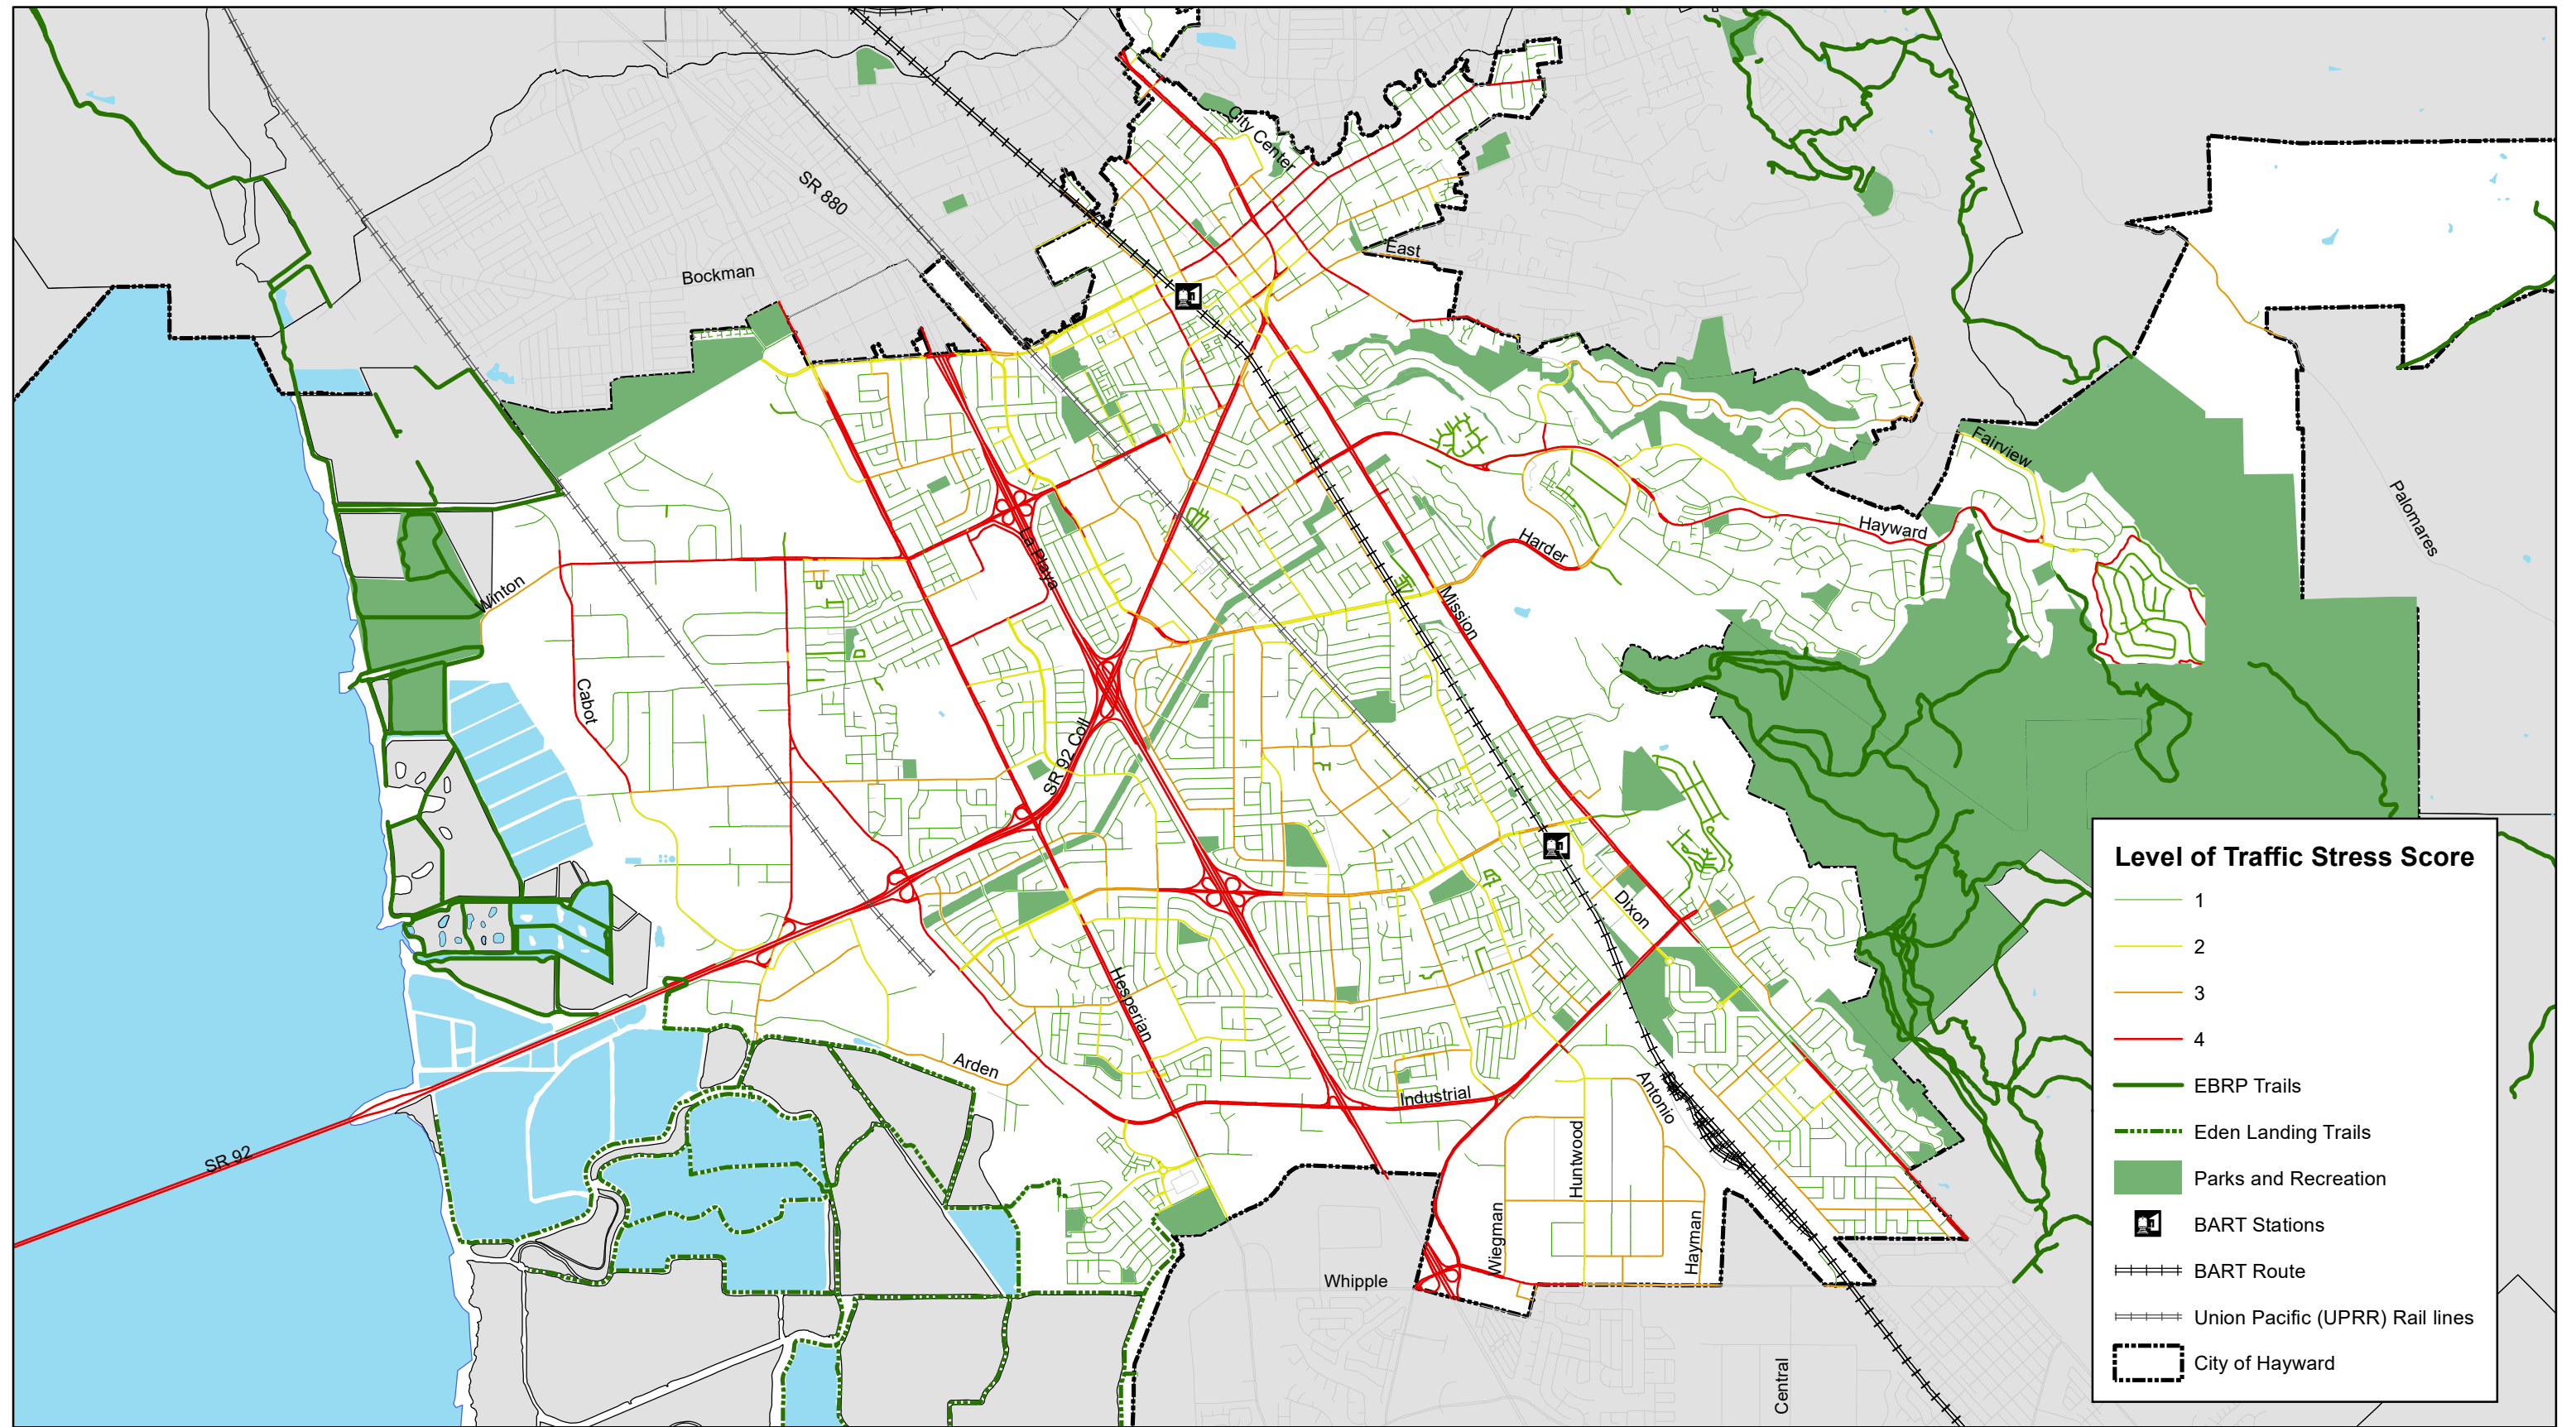 City Center
SR 880
East
Bockman
Fairview
Palomares
Hayward
La Playa
Harder
Winton
Mission
Cabot
SR 92 Coll
Dixon
Hesperian
Arden
Industrial
Antonio
Huntwood
SR 92
Wiegman
Hayman
Whipple
Central
Level of Traffic Stress Score
1
2
3
4
EBRP Trails
Eden Landing Trails
Parks and Recreation
BART Stations
BART Route
Union Pacific (UPRR) Rail lines
City of Hayward